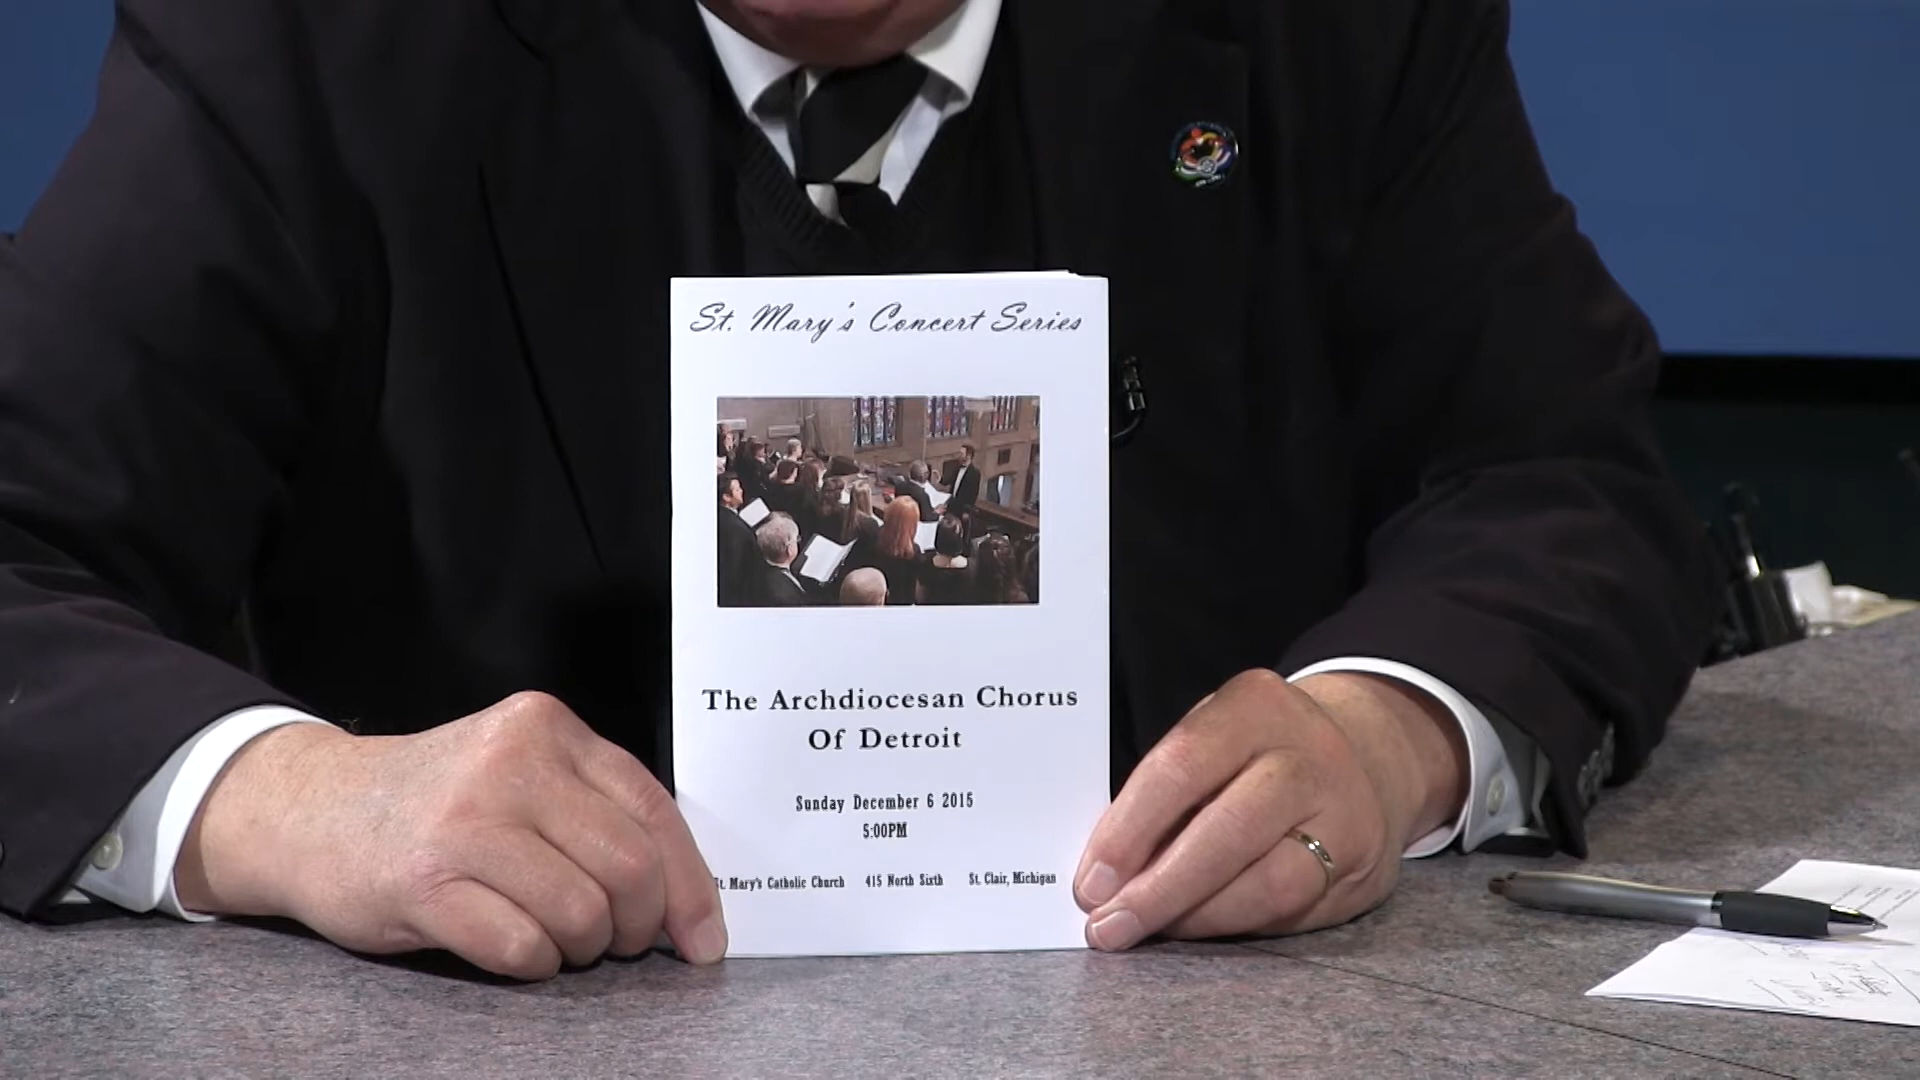 St. Mary's Concert Series
The Archdiocesan Chorus
Of Detroit
Sunday December 6 2015
5:00PM
St. Mary's Catholic Church 415 North Sixth St. Clair, Michigan